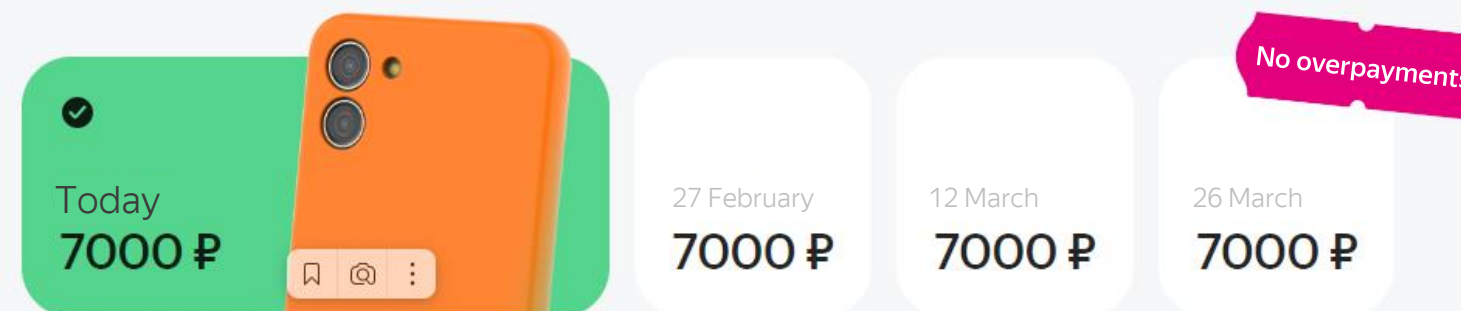 No overpayments
Today
7000 ₽
27 February
7000 ₽
12 March
7000 ₽
26 March
7000 ₽